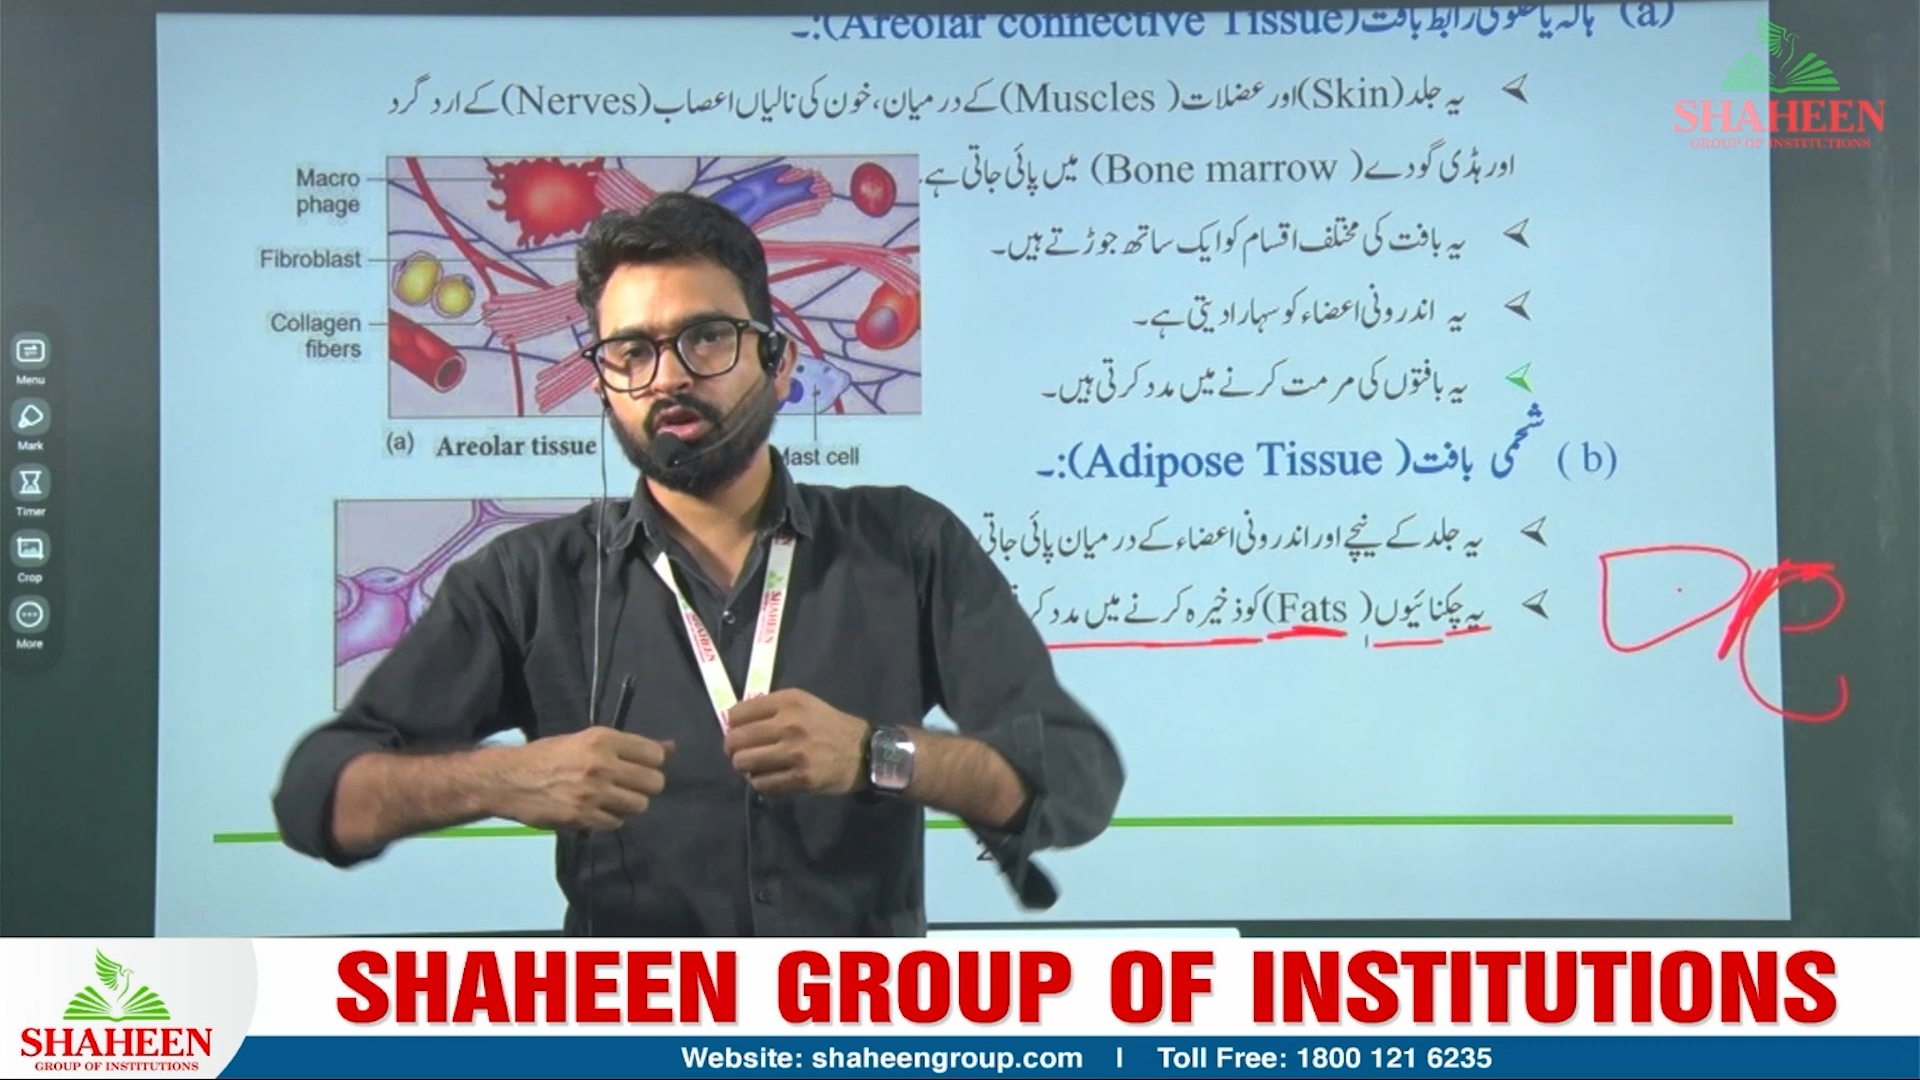 (a) ہالہ یا خلوی رابط بافت (Areolar connective Tissue):۔
یہ جلد (Skin) اور عضلات (Muscles) کے درمیان، خون کی نالیاں اعصاب (Nerves) کے ارد گرد
اور ہڈی گودے (Bone marrow) میں پائی جاتی ہے۔
یہ بافت کی مختلف اقسام کو ایک ساتھ جوڑتے ہیں۔
یہ اندرونی اعضاء کو سہارا دیتی ہے۔
یہ بافتوں کی مرمت کرنے میں مدد کرتی ہیں۔
Macro
phage
Fibroblast
Collagen
fibers
Mast cell
(a) Areolar tissue
(b) شحمی بافت (Adipose Tissue):۔
یہ جلد کے نیچے اور اندرونی اعضاء کے درمیان پائی جاتی
یہ چکنائیوں (Fats) کو ذخیرہ کرنے میں مدد
Menu
Mark
Timer
Crop
More
SHAHEEN
GROUP OF INSTITUTIONS
SHAHEEN
SHAHEEN
SHAHEEN
GROUP OF INSTITUTIONS
SHAHEEN GROUP OF INSTITUTIONS
Website: shaheengroup.com | Toll Free: 1800 121 6235